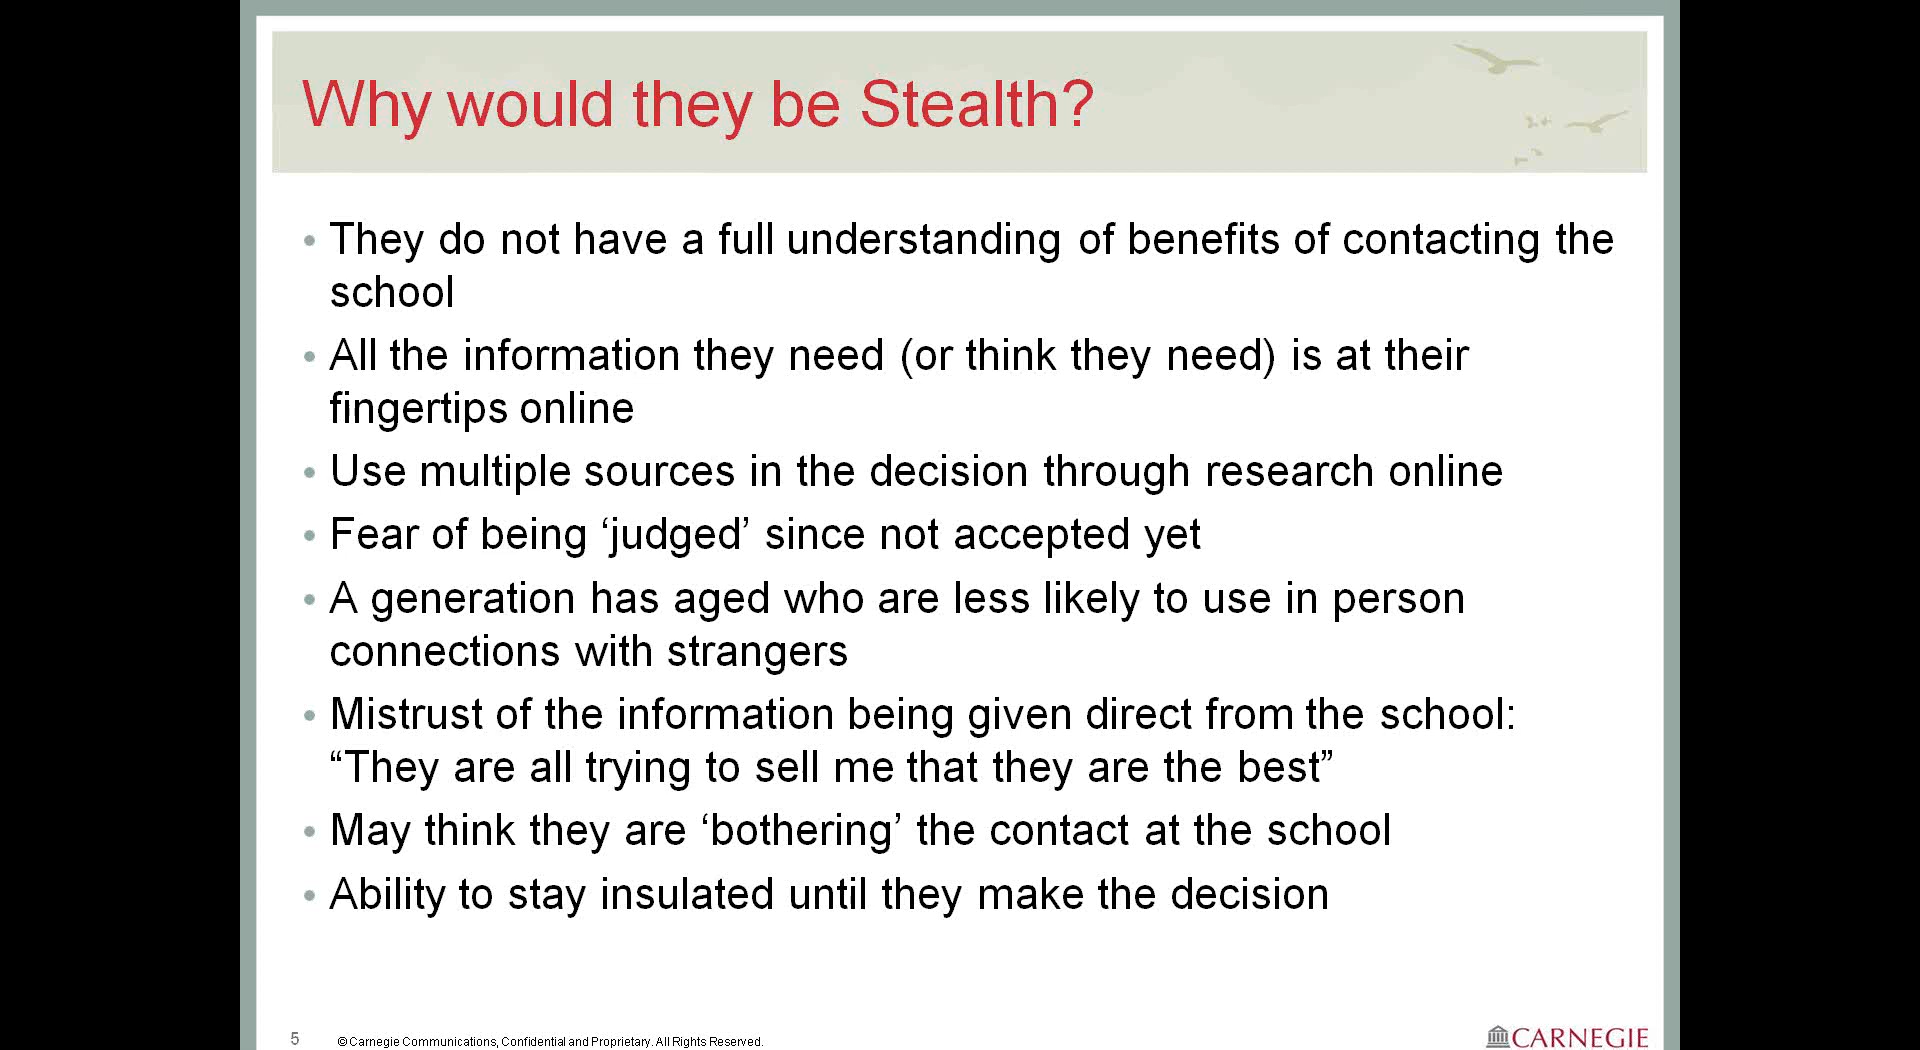 Why would they be Stealth?
• They do not have a full understanding of benefits of contacting the
school
• All the information they need (or think they need) is at their
fingertips online
• Use multiple sources in the decision through research online
• Fear of being ‘judged’ since not accepted yet
• A generation has aged who are less likely to use in person
connections with strangers
• Mistrust of the information being given direct from the school:
“They are all trying to sell me that they are the best”
• May think they are ‘bothering’ the contact at the school
• Ability to stay insulated until they make the decision
5
© Carnegie Communications, Confidential and Proprietary. All Rights Reserved.
CARNEGIE